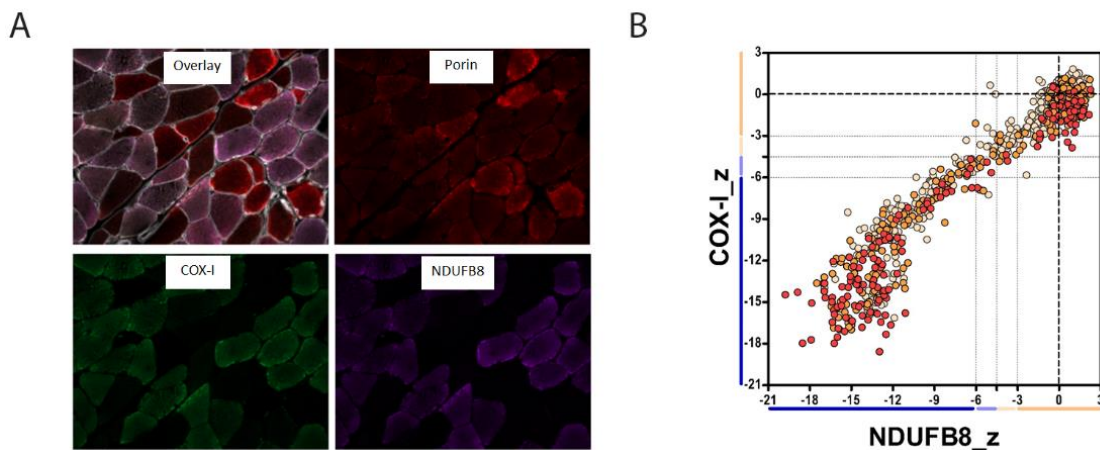 A
Overlay
Porin
COX-I
NDUFB8
B
3
0
-3
-6
-9
-12
-15
-18
-21
COX-I_z
-21 -18 -15 -12 -9 -6 -3 0 3
NDUFB8_z